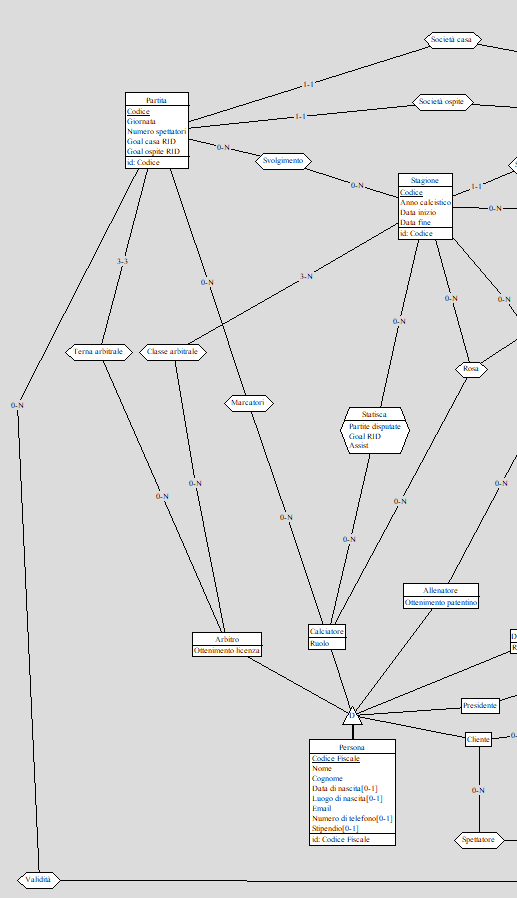 Società casa
1-1
Partita
Codice
Giornata
Numero spettatori
Goal casa RID
Goal ospite RID
id: Codice
Società ospite
1-1
0-N
Svolgimento
0-N
Stagione
Codice
Anno calcistico
Data inizio
Data fine
id: Codice
1-1
0-N
3-3
0-N
3-N
0-N
0-N
0-N
Terna arbitrale
Classe arbitrale
Rosa
0-N
Marcatori
Statisca
Partite disputate
Goal RID
Assist
0-N
0-N
0-N
0-N
0-N
0-N
0-N
Allenatore
Ottenimento patentino
Arbitro
Ottenimento licenza
Calciatore
Ruolo
D
R
Presidente
D
Cliente
0-
Persona
Codice Fiscale
Nome
Cognome
Data di nascita[0-1]
Luogo di nascita[0-1]
Email
Numero di telefono[0-1]
Stipendio[0-1]
id: Codice Fiscale
0-N
Spettatore
Validità